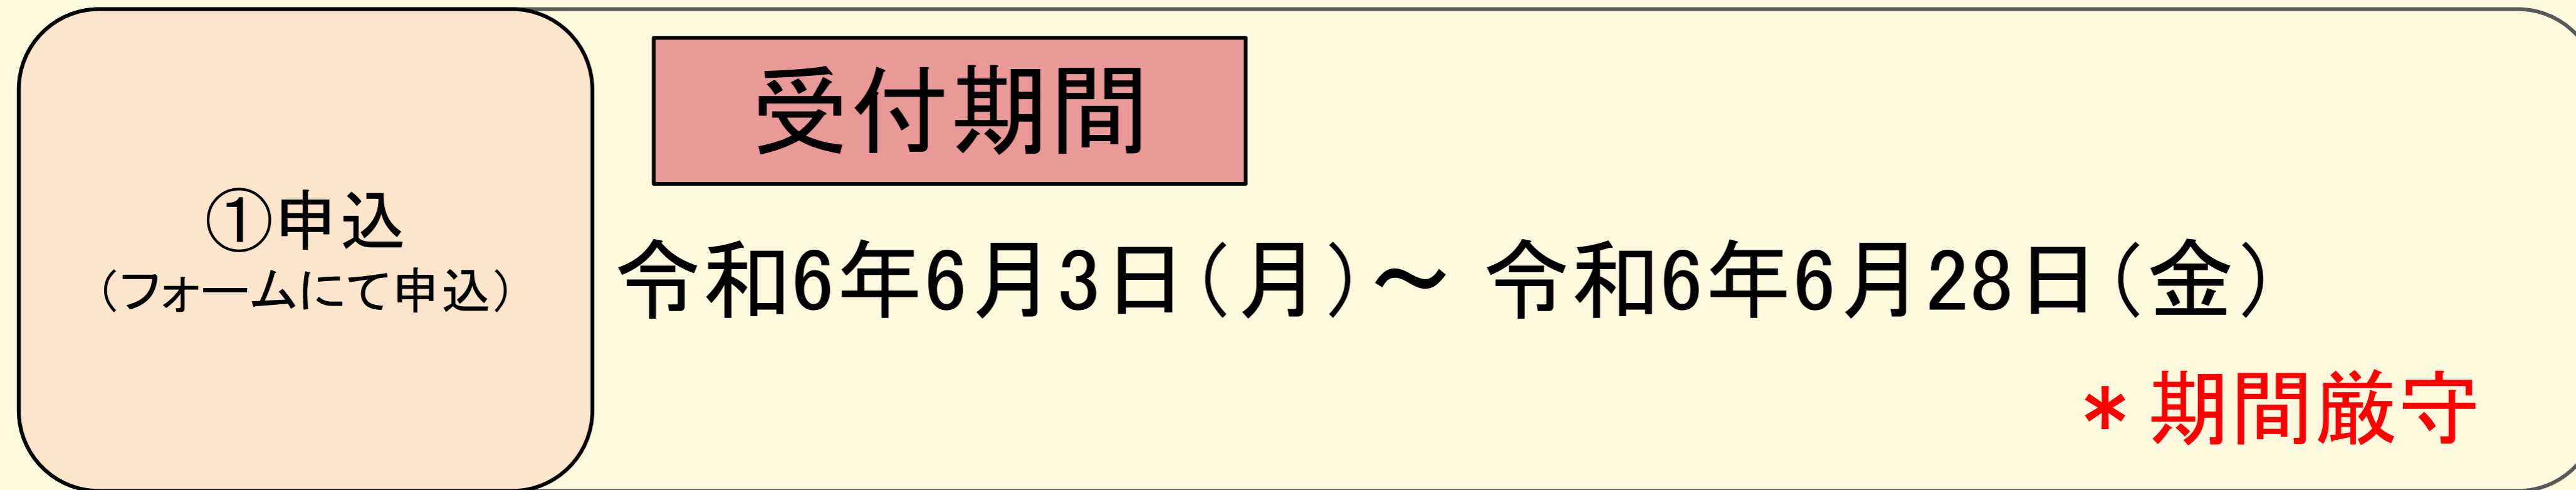 ①申込
（フォームにて申込）
受付期間
令和6年6月3日（月）～ 令和6年6月28日（金）
＊期間厳守